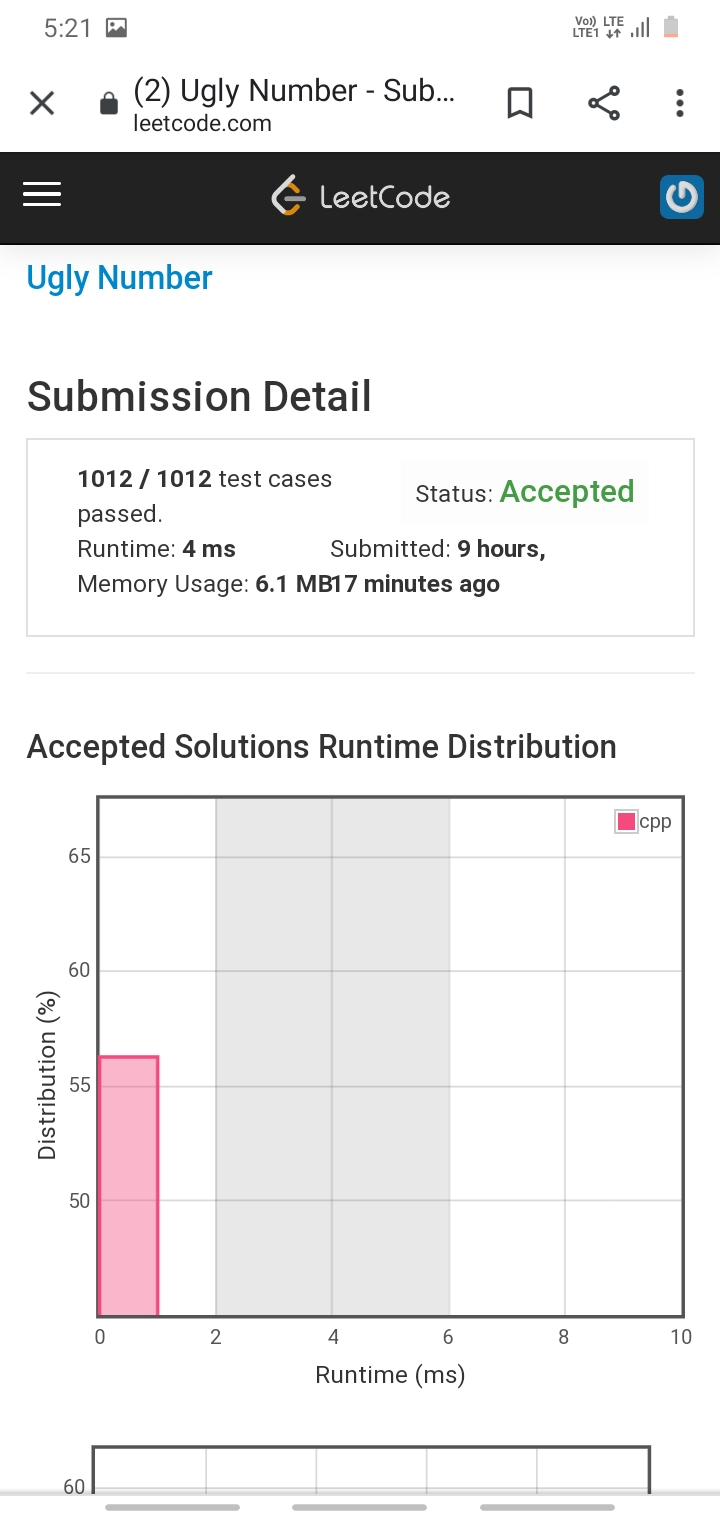 5:21
Vo)) LTE
LTE1
(2) Ugly Number - Sub...
leetcode.com
LeetCode
Ugly Number
Submission Detail
1012 / 1012 test cases
passed.
Status: Accepted
Runtime: 4 ms
Submitted: 9 hours,
Memory Usage: 6.1 MB17 minutes ago
Accepted Solutions Runtime Distribution
cpp
65
60
55
50
Distribution (%)
0 2 4 6 8 10
Runtime (ms)
60